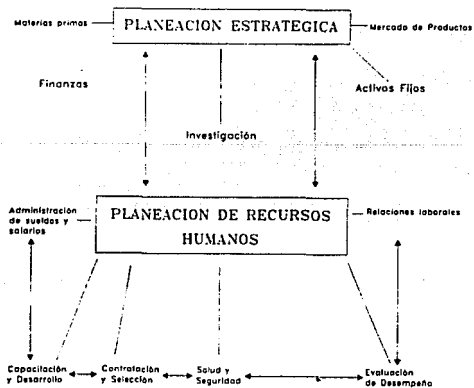 Materias primas
PLANEACION ESTRATEGICA
Mercado de Productos
Finanzas
Activos Fijos
Investigación
Administración
de sueldos y
salarios
PLANEACION DE RECURSOS
HUMANOS
Relaciones laborales
Capacitación
y Desarrollo
Contratación
y Selección
Salud y
Seguridad
Evaluación
de Desempeño